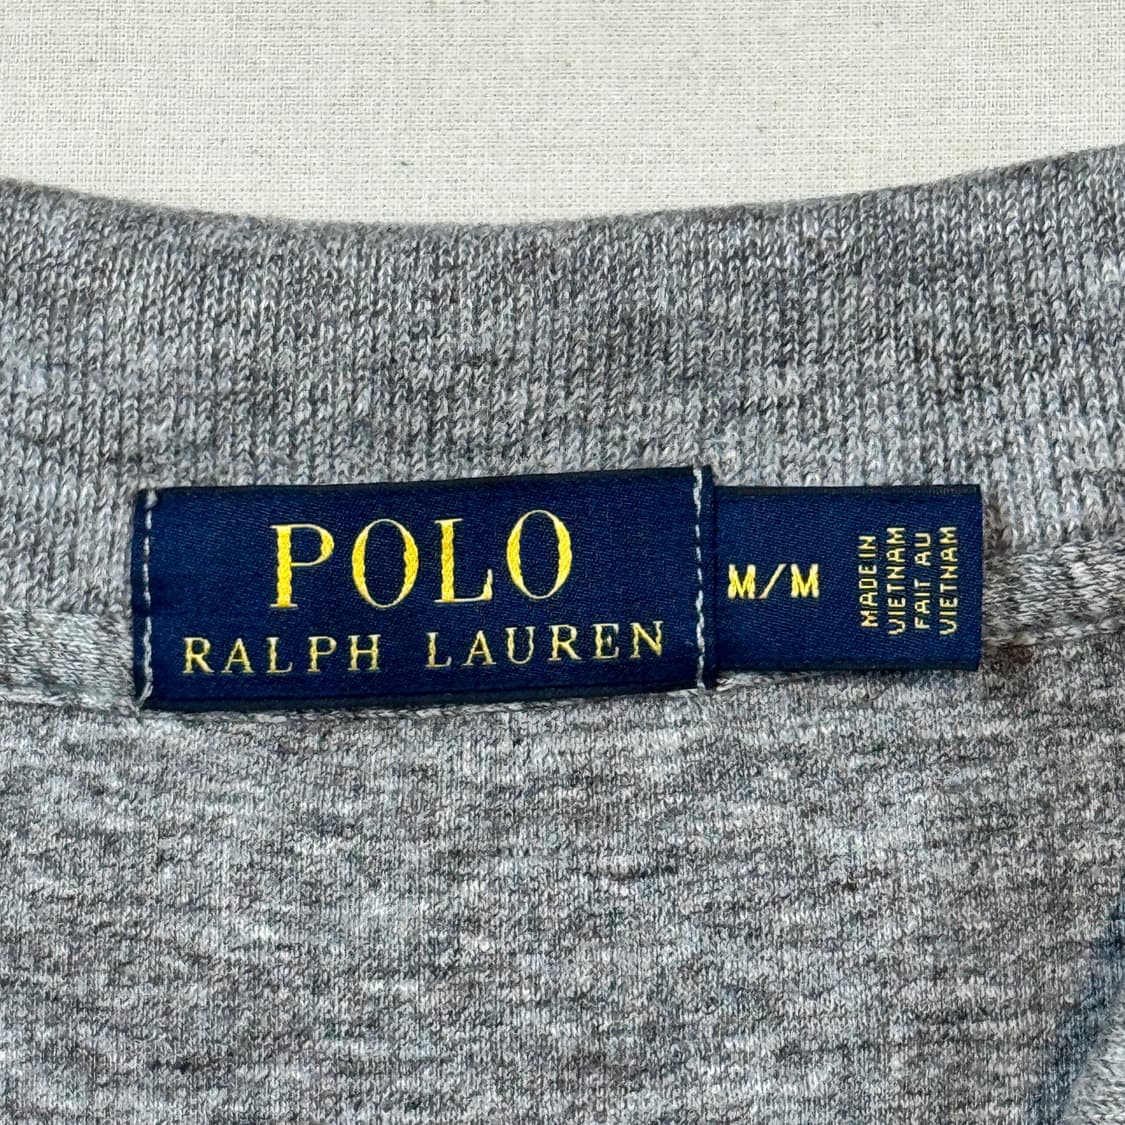 POLO
RALPH LAUREN
M/M
MADE IN
VIETNAM
FAIT AU
VIETNAM